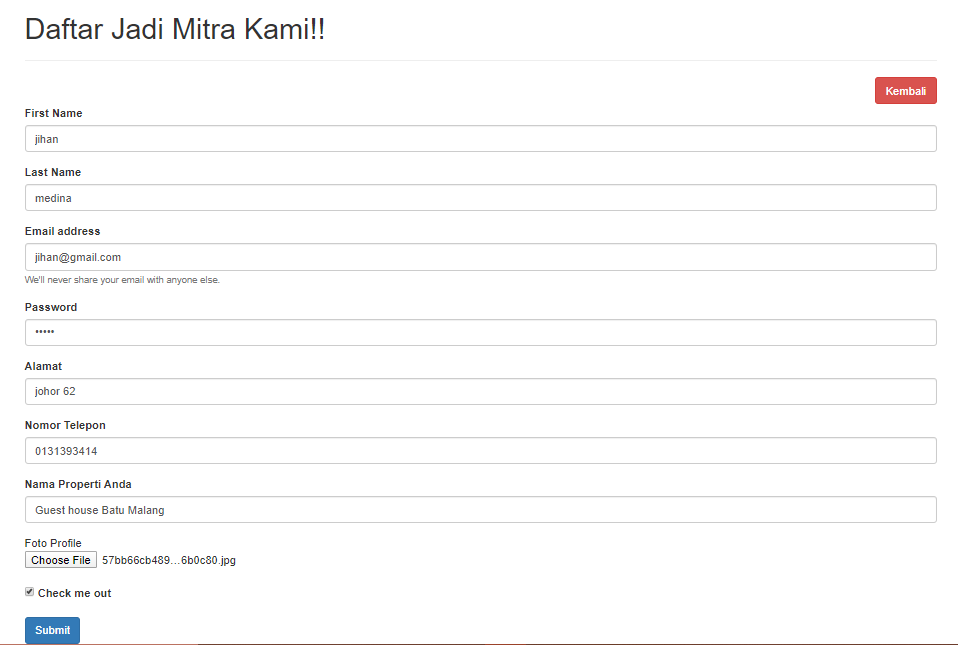 Daftar Jadi Mitra Kami!!
Kembali
First Name
jihan
Last Name
medina
Email address
jihan@gmail.com
We'll never share your email with anyone else.
Password
•••••
Alamat
johor 62
Nomor Telepon
0131393414
Nama Properti Anda
Guest house Batu Malang
Foto Profile
Choose File 57bb66cb489...6b0c80.jpg
Check me out
Submit